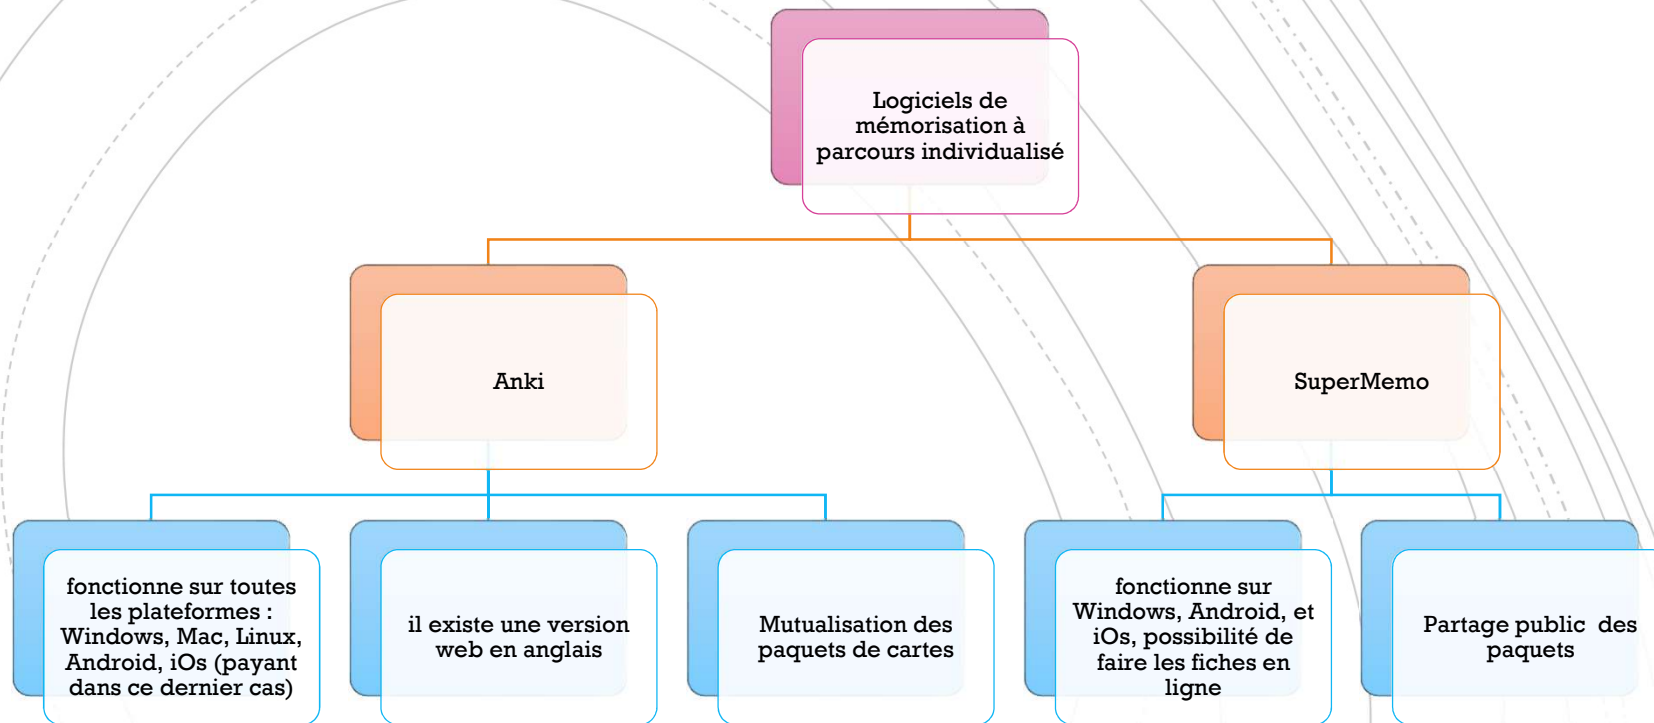 Logiciels de
mémorisation à
parcours individualisé
Anki
SuperMemo
fonctionne sur toutes
les plateformes :
Windows, Mac, Linux,
Android, iOs (payant
dans ce dernier cas)
il existe une version
web en anglais
Mutualisation des
paquets de cartes
fonctionne sur
Windows, Android, et
iOs, possibilité de
faire les fiches en
ligne
Partage public des
paquets